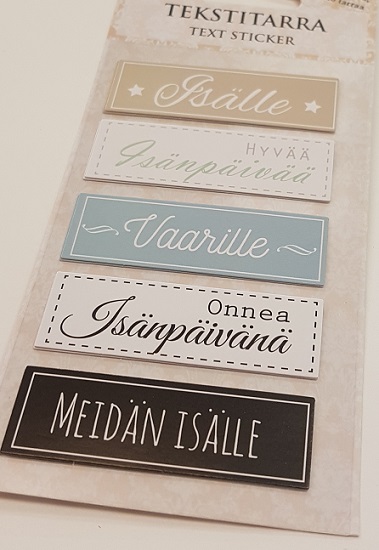 TEKSTITARRA
TEXT STICKER
Isälle
HYVÄÄ
Isänpäivää
Vaarille
Onnea
Isänpäivänä
MEIDÄN ISÄLLE